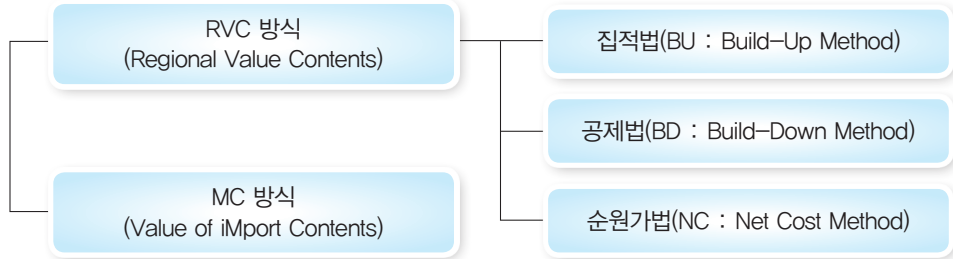 RVC 방식
(Regional Value Contents)
집적법(BU : Build-Up Method)
공제법(BD : Build-Down Method)
MC 방식
(Value of iMport Contents)
순원가법(NC : Net Cost Method)